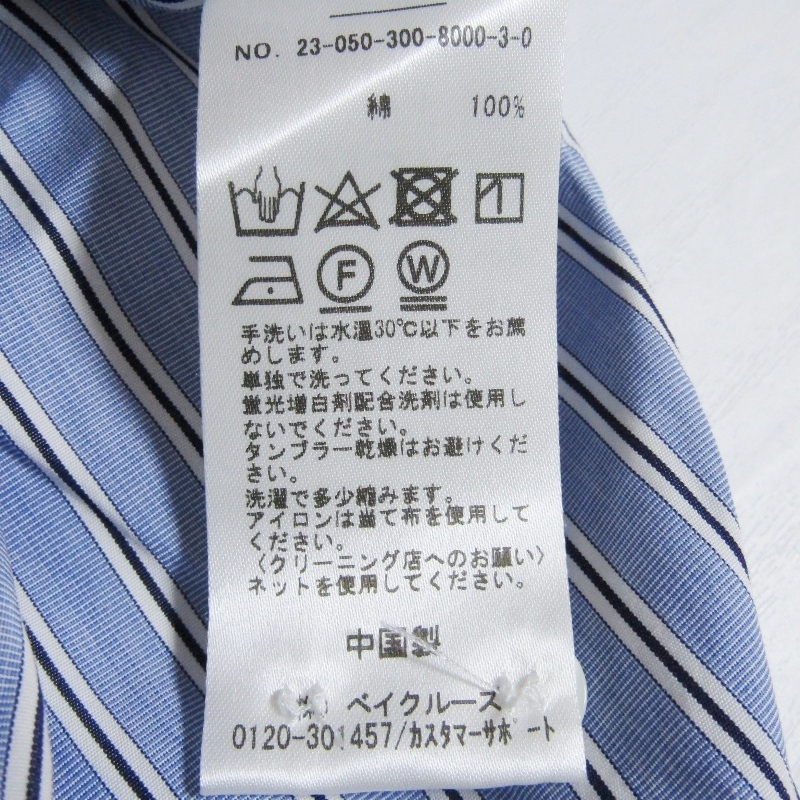 NO. 23-050-300-8000-3-0
綿 100%
F W
手洗いは水温30℃以下をお薦
めします。
単独で洗ってください。
蛍光増白剤配合洗剤は使用し
ないでください。
タンブラー乾燥はお避けくだ
さい。
洗濯で多少縮みます。
アイロンは当て布を使用して
ください。
〈クリーニング店へのお願い〉
ネットを使用してください。
中国製
ベイクルーズ
0120-301457/カスタマーサポート